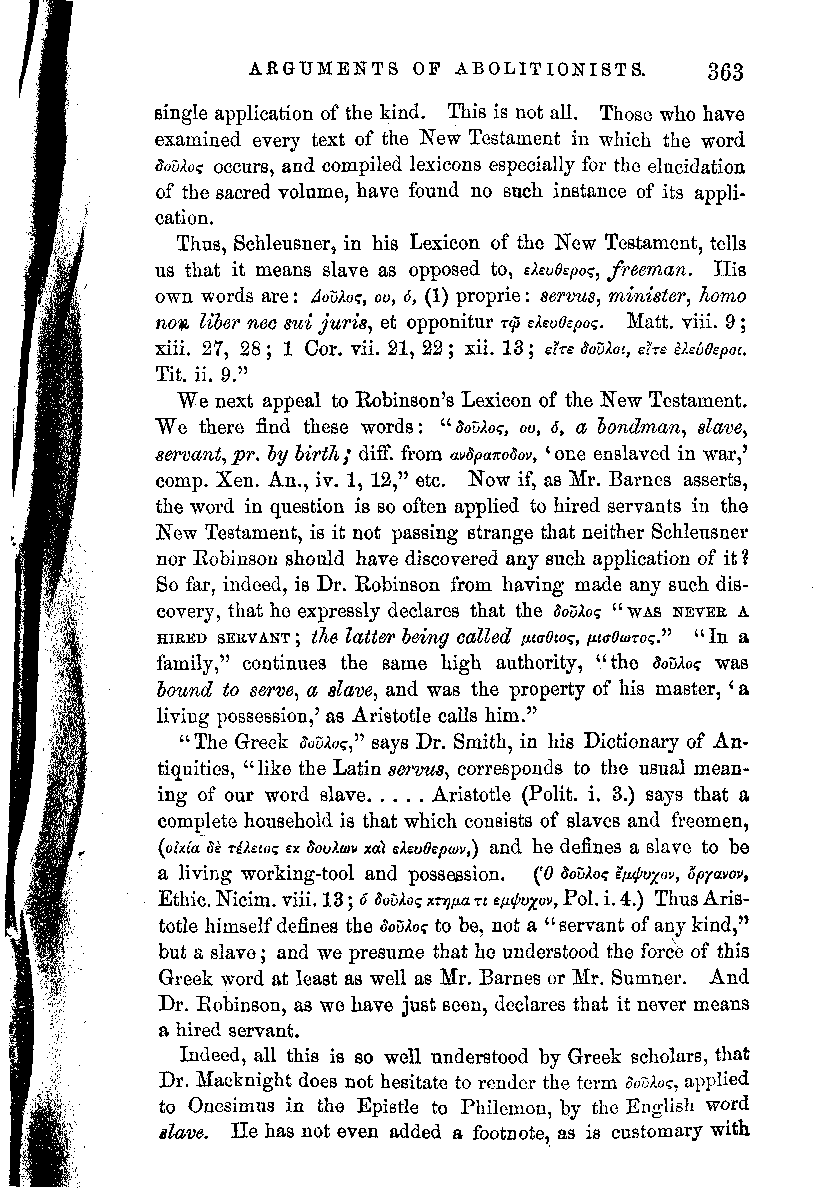 ARGUMENTS OF ABOLITIONISTS. 363
single application of the kind. This is not all. Those who have
examined every text of the New Testament in which the word
δοῦλος occurs, and compiled lexicons especially for the elucidation
of the sacred volume, have found no such instance of its appli-
cation.
Thus, Schleusner, in his Lexicon of the New Testament, tells
us that it means slave as opposed to, ελευθερος, freeman. His
own words are: Δοῦλος, ου, ὁ, (1) proprie: servus, minister, homo
non liber nec sui juris, et opponitur τῷ ελευθερος. Matt. viii. 9;
xiii. 27, 28; 1 Cor. vii. 21, 22; xii. 13; εἴτε δοῦλοι, εἴτε ἐλεύθεροι.
Tit. ii. 9.”
We next appeal to Robinson's Lexicon of the New Testament.
We there find these words: “δοῦλος, ου, ὁ, a bondman, slave,
servant, pr. by birth; diff. from ανδραποδον, ‘one enslaved in war,’
comp. Xen. An., iv. 1, 12,” etc. Now if, as Mr. Barnes asserts,
the word in question is so often applied to hired servants in the
New Testament, is it not passing strange that neither Schleusner
nor Robinson should have discovered any such application of it?
So far, indeed, is Dr. Robinson from having made any such dis-
covery, that he expressly declares that the δοῦλος “WAS NEVER A
HIRED SERVANT; the latter being called μισθιος, μισθωτος.” “In a
family,” continues the same high authority, “the δοῦλος was
bound to serve, a slave, and was the property of his master, ‘a
living possession,’ as Aristotle calls him.”
“The Greek δοῦλος,” says Dr. Smith, in his Dictionary of An-
tiquities, “like the Latin servus, corresponds to the usual mean-
ing of our word slave. . . . . Aristotle (Polit. i. 3.) says that a
complete household is that which consists of slaves and freemen,
(οἰκία δὲ τέλειος εκ δουλων καὶ ελευθερων,) and he defines a slave to be
a living working-tool and possession. (Ὁ δοῦλος ἔμψυχον, ὄργανον,
Ethic. Nicim. viii. 13; ὁ δοῦλος κτημα τι εμψυχον, Pol. i. 4.) Thus Aris-
totle himself defines the δοῦλος to be, not a “servant of any kind,”
but a slave; and we presume that he understood the force of this
Greek word at least as well as Mr. Barnes or Mr. Sumner. And
Dr. Robinson, as we have just seen, declares that it never means
a hired servant.
Indeed, all this is so well understood by Greek scholars, that
Dr. Macknight does not hesitate to render the term δοῦλος, applied
to Onesimus in the Epistle to Philemon, by the English word
slave. He has not even added a footnote, as is customary with